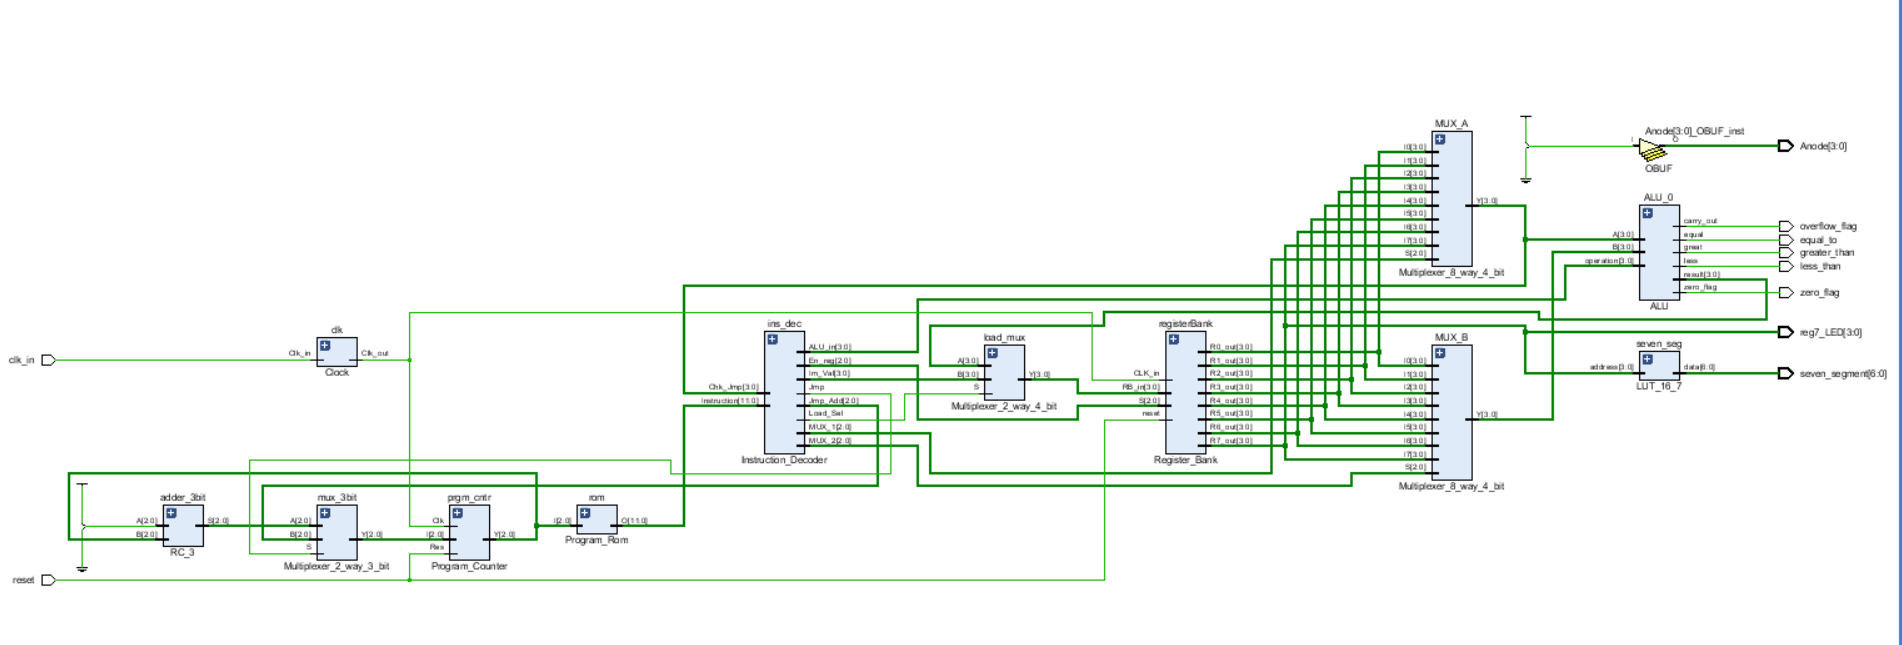 clk_in
reset
clk
Clk_in
Clk_out
Clock
adder_3bit
A[2:0]
B[2:0]
S[2:0]
RC_3
mux_3bit
A[2:0]
B[2:0]
S
Y[2:0]
Multiplexer_2_way_3_bit
prgm_cntr
Clk
I[2:0]
Res
Y[2:0]
Program_Counter
rom
I[2:0]
O[11:0]
Program_Rom
ins_dec
Chk_Jmp[3:0]
Instruction[11:0]
ALU_in[3:0]
En_reg[2:0]
Im_Val[3:0]
Jmp
Jmp_Add[2:0]
Load_Sel
MUX_1[2:0]
MUX_2[2:0]
Instruction_Decoder
load_mux
A[3:0]
B[3:0]
S
Y[3:0]
Multiplexer_2_way_4_bit
registerBank
CLK_in
RB_in[3:0]
S[2:0]
reset
R0_out[3:0]
R1_out[3:0]
R2_out[3:0]
R3_out[3:0]
R4_out[3:0]
R5_out[3:0]
R6_out[3:0]
R7_out[3:0]
Register_Bank
MUX_A
I0[3:0]
I1[3:0]
I2[3:0]
I3[3:0]
I4[3:0]
I5[3:0]
I6[3:0]
I7[3:0]
S[2:0]
Y[3:0]
Multiplexer_8_way_4_bit
MUX_B
I0[3:0]
I1[3:0]
I2[3:0]
I3[3:0]
I4[3:0]
I5[3:0]
I6[3:0]
I7[3:0]
S[2:0]
Y[3:0]
Multiplexer_8_way_4_bit
Anode[3:0]_OBUF_inst
I
O
OBUF
Anode[3:0]
ALU_0
A[3:0]
B[3:0]
operation[3:0]
carry_out
equal
great
less
result[3:0]
zero_flag
ALU
overflow_flag
equal_to
greater_than
less_than
zero_flag
reg7_LED[3:0]
seven_seg
address[3:0]
data[6:0]
LUT_16_7
seven_segment[6:0]